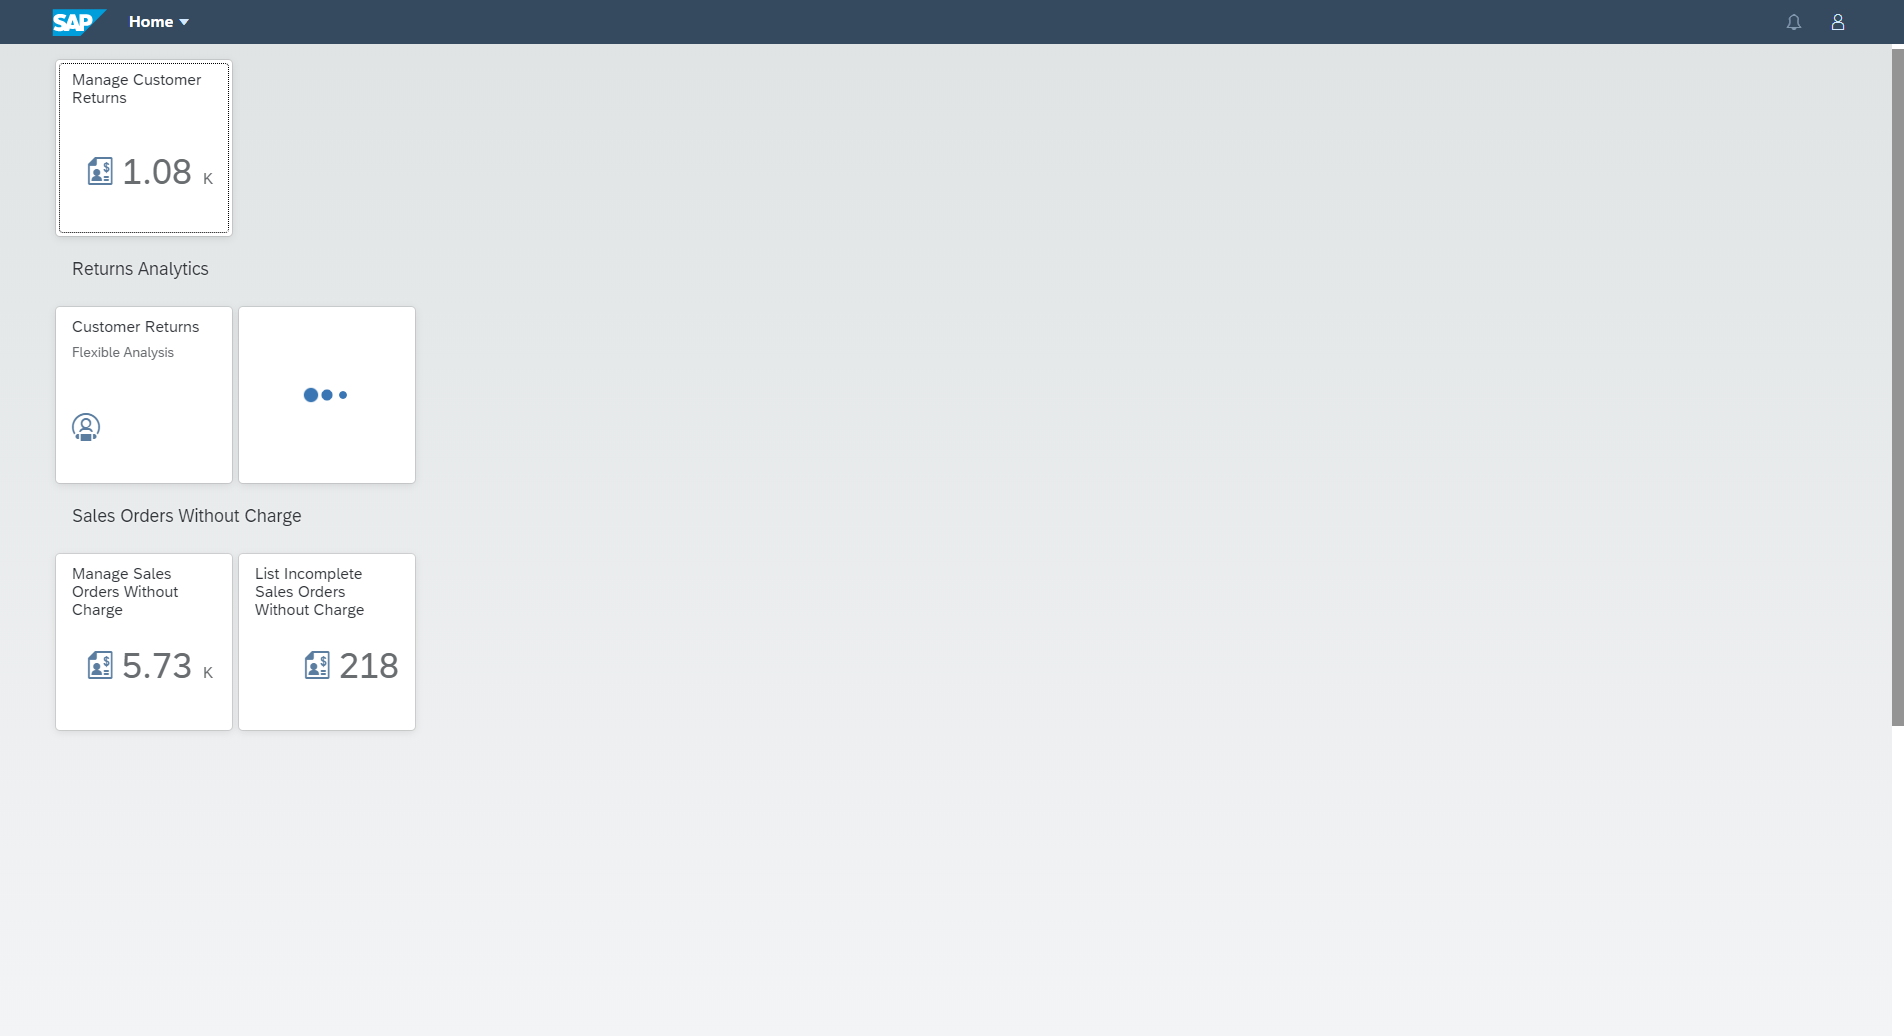 SAP Home
Manage Customer
Returns
$ 1.08 K
Returns Analytics
Customer Returns
Flexible Analysis
Sales Orders Without Charge
Manage Sales
Orders Without
Charge
$ 5.73 K
List Incomplete
Sales Orders
Without Charge
$ 218